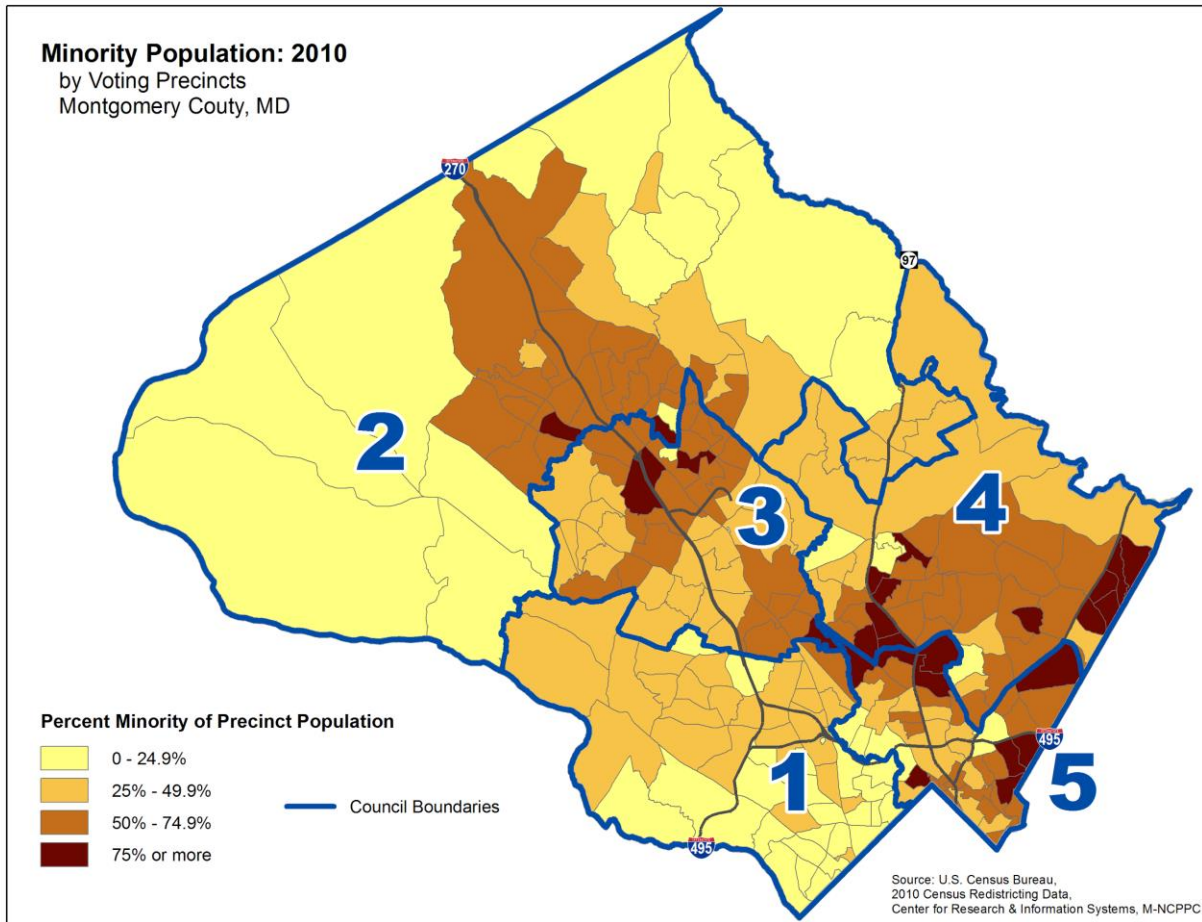 Minority Population: 2010
by Voting Precincts
Montgomery Couty, MD
270
97
2
3
4
1
5
495
495
Percent Minority of Precinct Population
0 - 24.9%
25% - 49.9%
50% - 74.9%
75% or more
Council Boundaries
Source: U.S. Census Bureau,
2010 Census Redistricting Data,
Center for Research & Information Systems, M-NCPPC